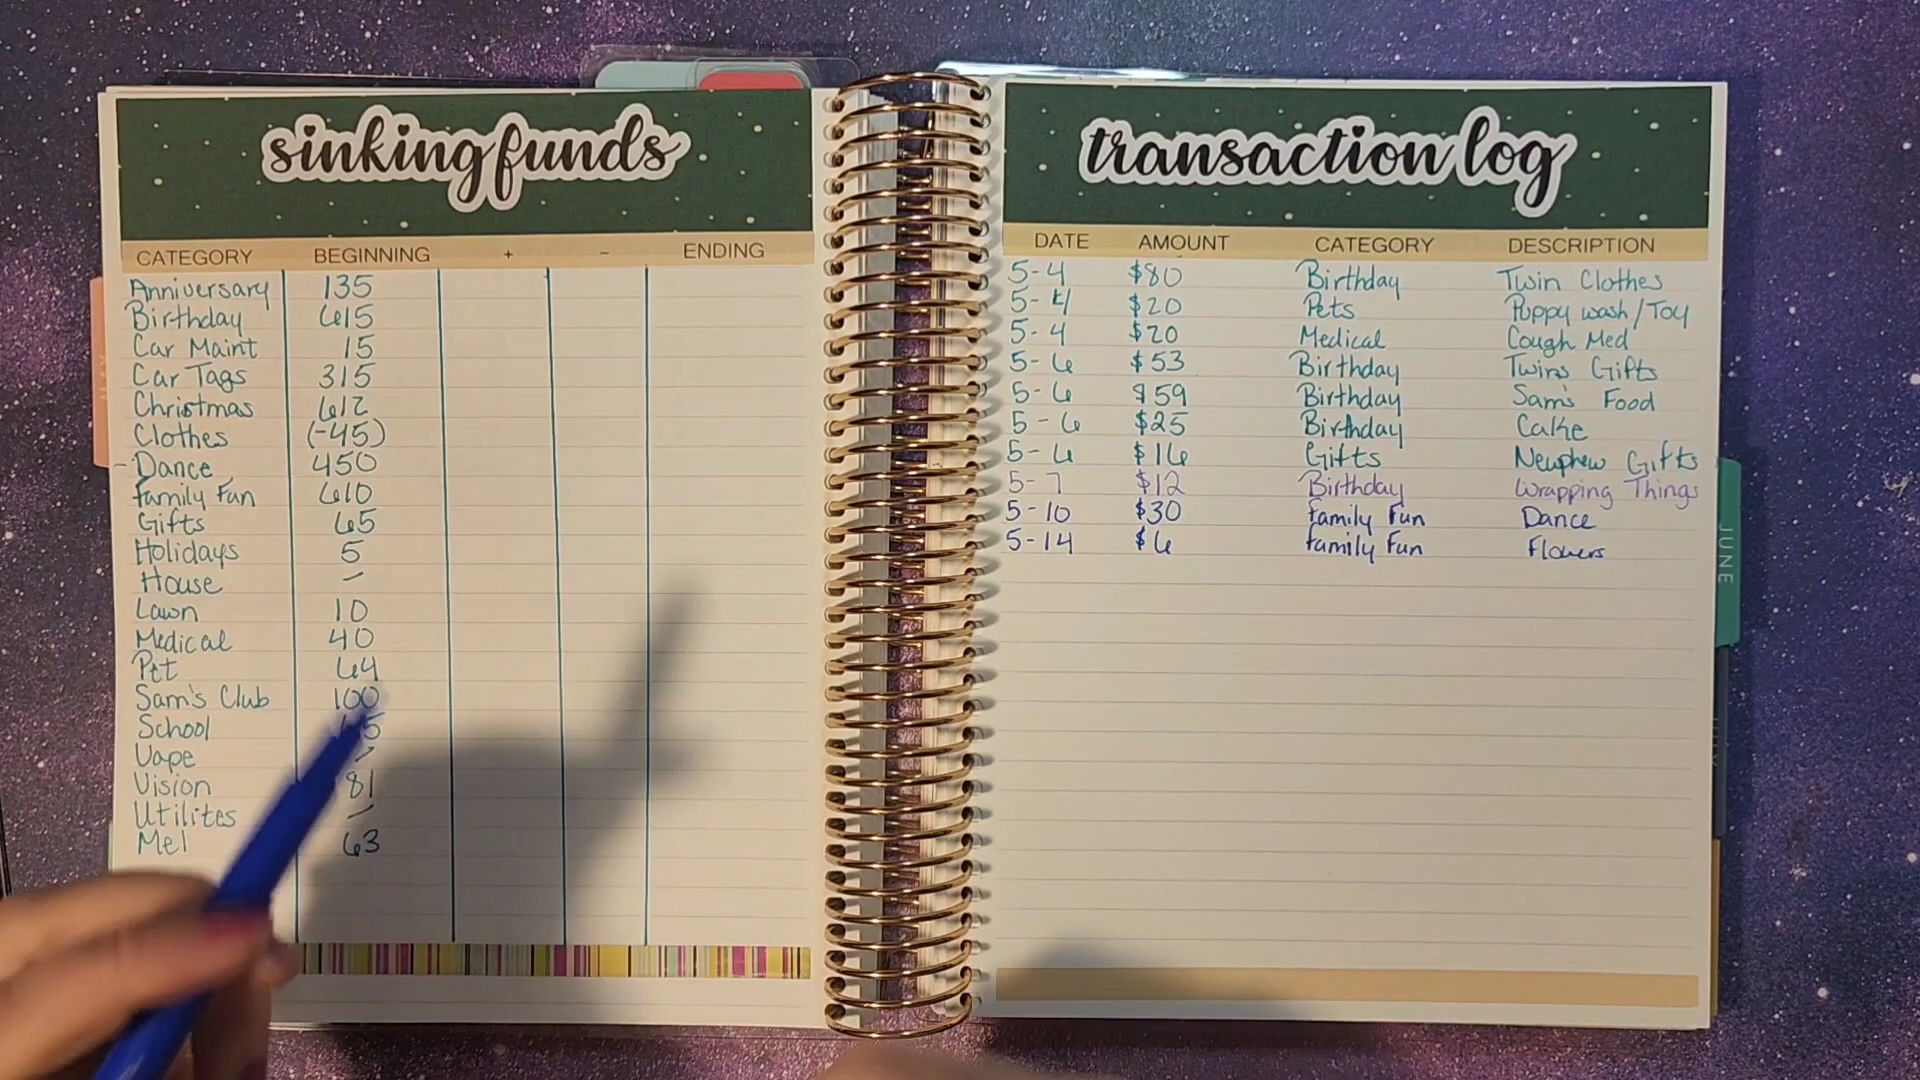 sinking funds
CATEGORY BEGINNING + - ENDING
Anniversary 135
Birthday 615
Car Maint 15
Car Tags 315
Christmas 612
Clothes (-45)
- Dance 450
Family Fun 610
Gifts 65
Holidays 5
House -
Lawn 10
Medical 40
Pet 64
Sam's Club 100
School
Vape -
Vision 81
Utilites -
Mel 63
transaction log
DATE AMOUNT CATEGORY DESCRIPTION
5-4 $80 Birthday Twin Clothes
5-4 $20 Pets Puppy wash/Toy
5-4 $20 Medical Cough Med
5-6 $53 Birthday Twins Gifts
5-6 $59 Birthday Sam's Food
5-6 $25 Birthday Cake
5-6 $16 Gifts Newphew Gifts
5-7 $12 Birthday Wrapping Things
5-10 $30 Family Fun Dance
5-14 $6 Family Fun Flowers
JUNE